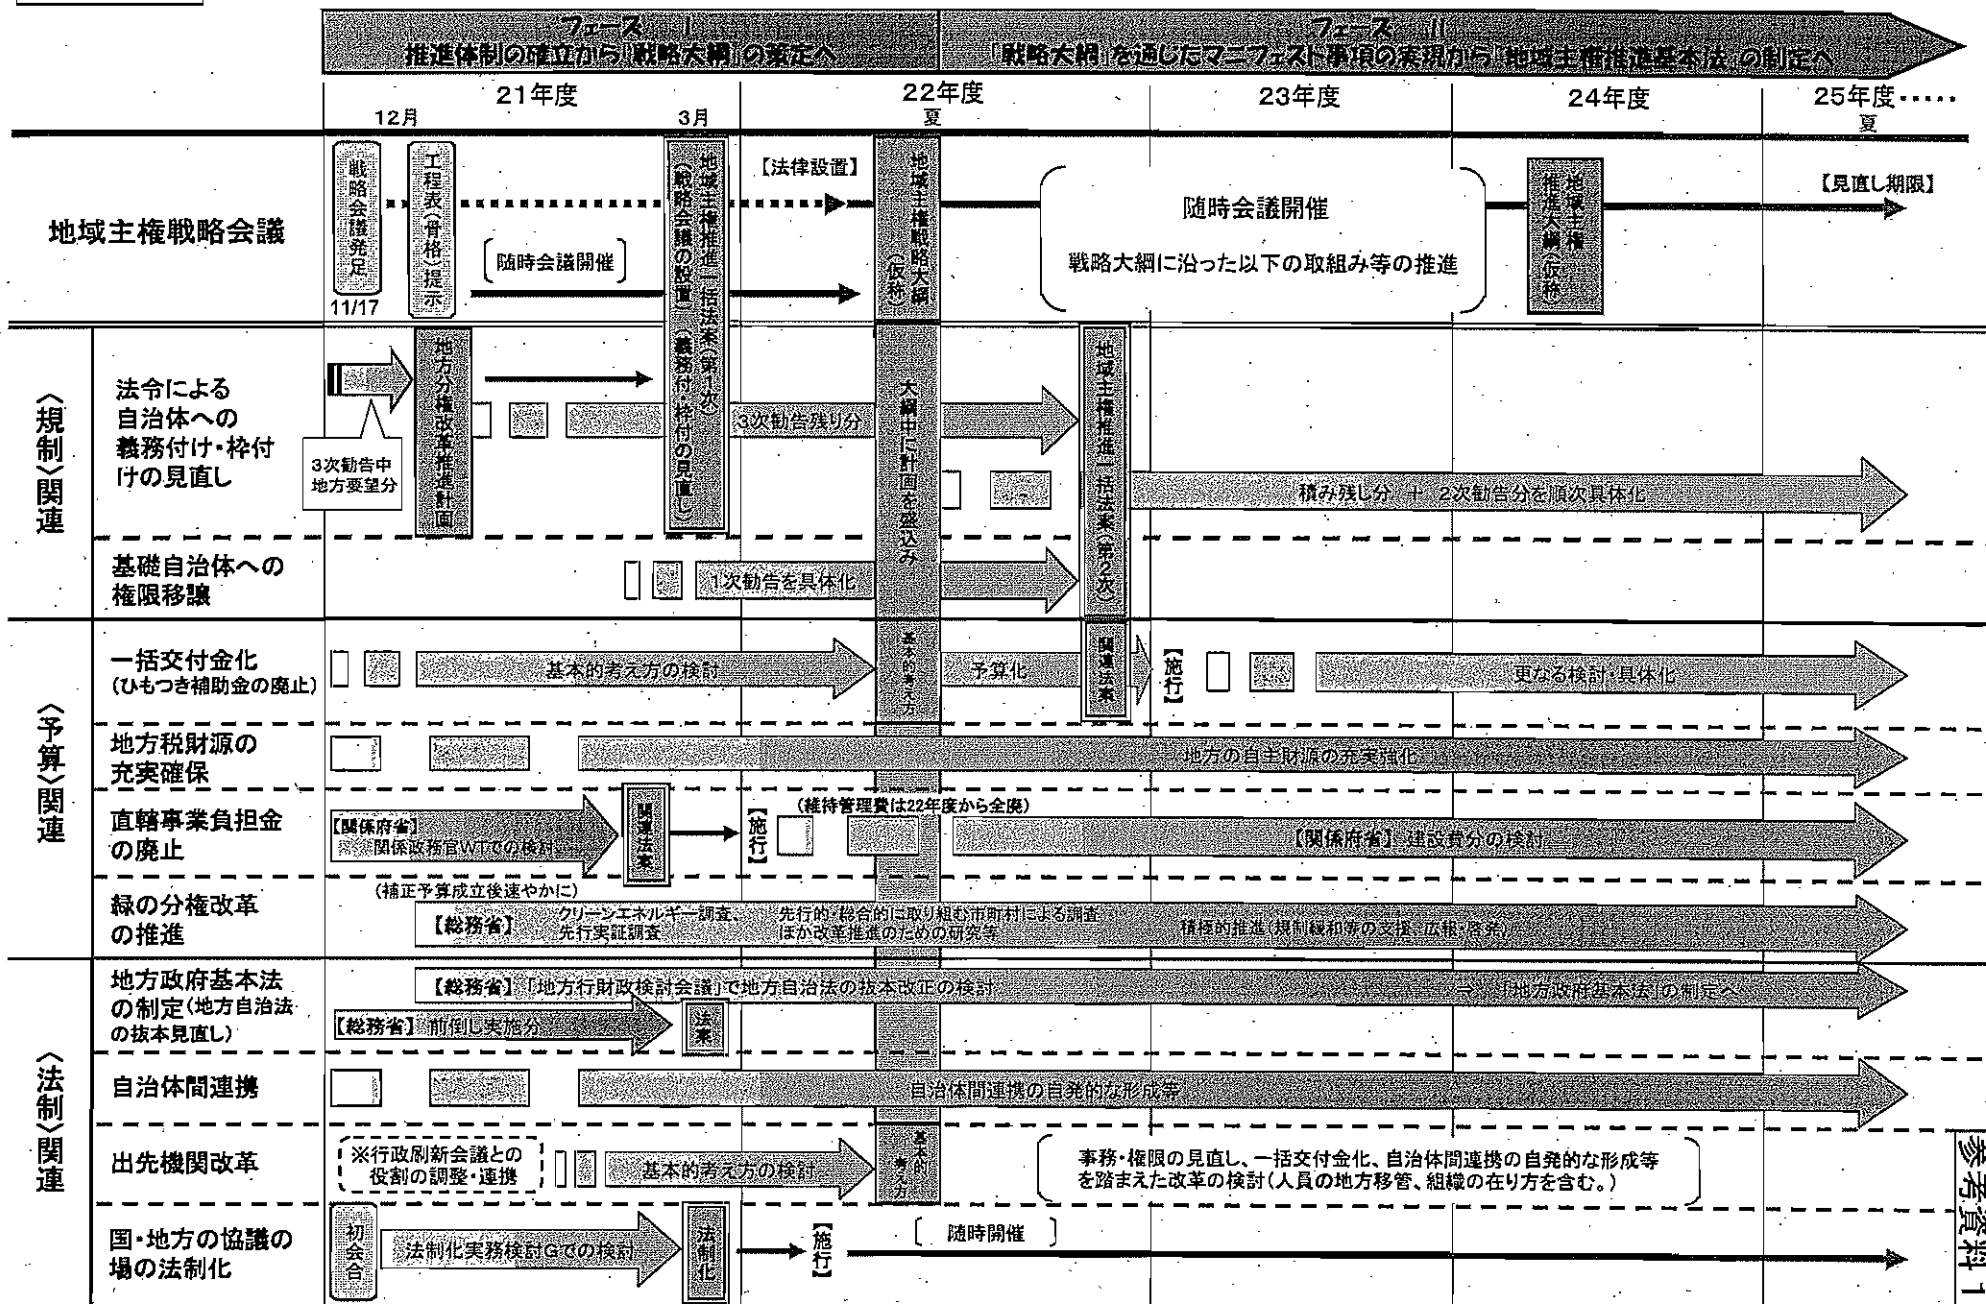 フェーズ I
推進体制の確立から「戦略大綱」の策定へ
フェーズ II
「戦略大綱」を通じたマニフェスト事項の実現から「地域主権推進基本法」の制定へ
21年度
22年度
23年度
24年度
25年度‥‥‥
12月
3月
夏
夏
地域主権戦略会議
戦略会議発足
11/17
工程表(骨格)提示
〔随時会議開催〕
地域主権推進一括法案(第1次)
(戦略会議の設置)(義務付・枠付の見直し)
【法律設置】
地域主権戦略大綱
(仮称)
随時会議開催
戦略大綱に沿った以下の取組み等の推進
地域主権
推進大綱(仮称)
【見直し期限】
〈規制〉関連
法令による
自治体への
義務付け・枠付
けの見直し
3次勧告中
地方要望分
地方分権改革推進計画
3次勧告残り分
大綱中に計画を盛込み
地域主権推進一括法案(第2次)
積み残し分 + 2次勧告分を順次具体化
基礎自治体への
権限移譲
1次勧告を具体化
〈予算〉関連
一括交付金化
(ひもつき補助金の廃止)
基本的考え方の検討
基本的考え方
予算化
関連法案
【施行】
更なる検討・具体化
地方税財源の
充実確保
地方の自主財源の充実強化
直轄事業負担金
の廃止
【関係府省】
関係政務官WTでの検討
関連法案
【施行】
(維持管理費は22年度から全廃)
【関係府省】建設費分の検討
緑の分権改革
の推進
(補正予算成立後速やかに)
【総務省】
クリーンエネルギー調査、
先行実証調査
先行的・総合的に取り組む市町村による調査
ほか改革推進のための研究等
積極的推進(規制緩和等の支援、広報・啓発)
〈法制〉関連
地方政府基本法
の制定(地方自治法
の抜本見直し)
【総務省】「地方行財政検討会議」で地方自治法の抜本改正の検討
⇒ 「地方政府基本法」の制定へ
【総務省】前倒し実施分
法案
自治体間連携
自治体間連携の自発的な形成等
出先機関改革
※行政刷新会議との
役割の調整・連携
基本的考え方の検討
基本的
考え方
事務・権限の見直し、一括交付金化、自治体間連携の自発的な形成等
を踏まえた改革の検討(人員の地方移管、組織の在り方を含む。)
国・地方の協議の
場の法制化
初会合
法制化実務検討Gでの検討
法制化
【施行】
〔随時開催〕
参考資料1